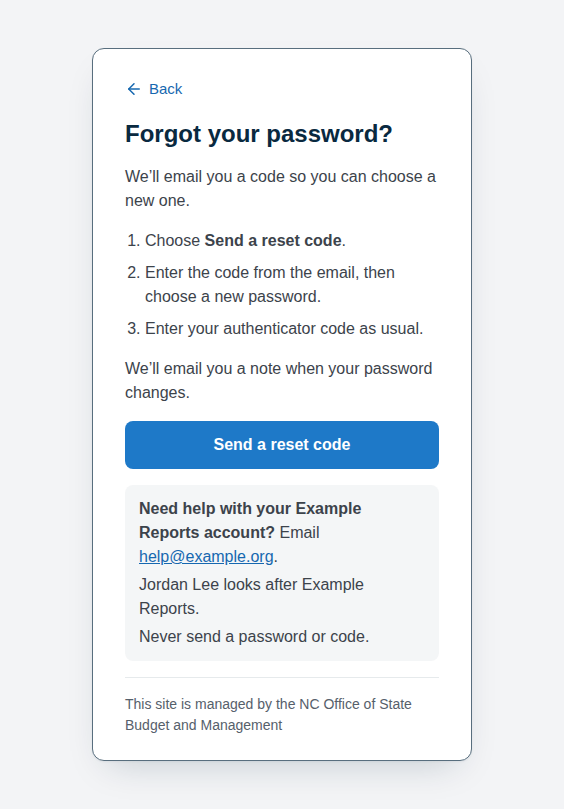 Back
Forgot your password?
We’ll email you a code so you can choose a
new one.
1. Choose Send a reset code.
2. Enter the code from the email, then
choose a new password.
3. Enter your authenticator code as usual.
We’ll email you a note when your password
changes.
Send a reset code
Need help with your Example
Reports account? Email
help@example.org.
Jordan Lee looks after Example
Reports.
Never send a password or code.
This site is managed by the NC Office of State
Budget and Management